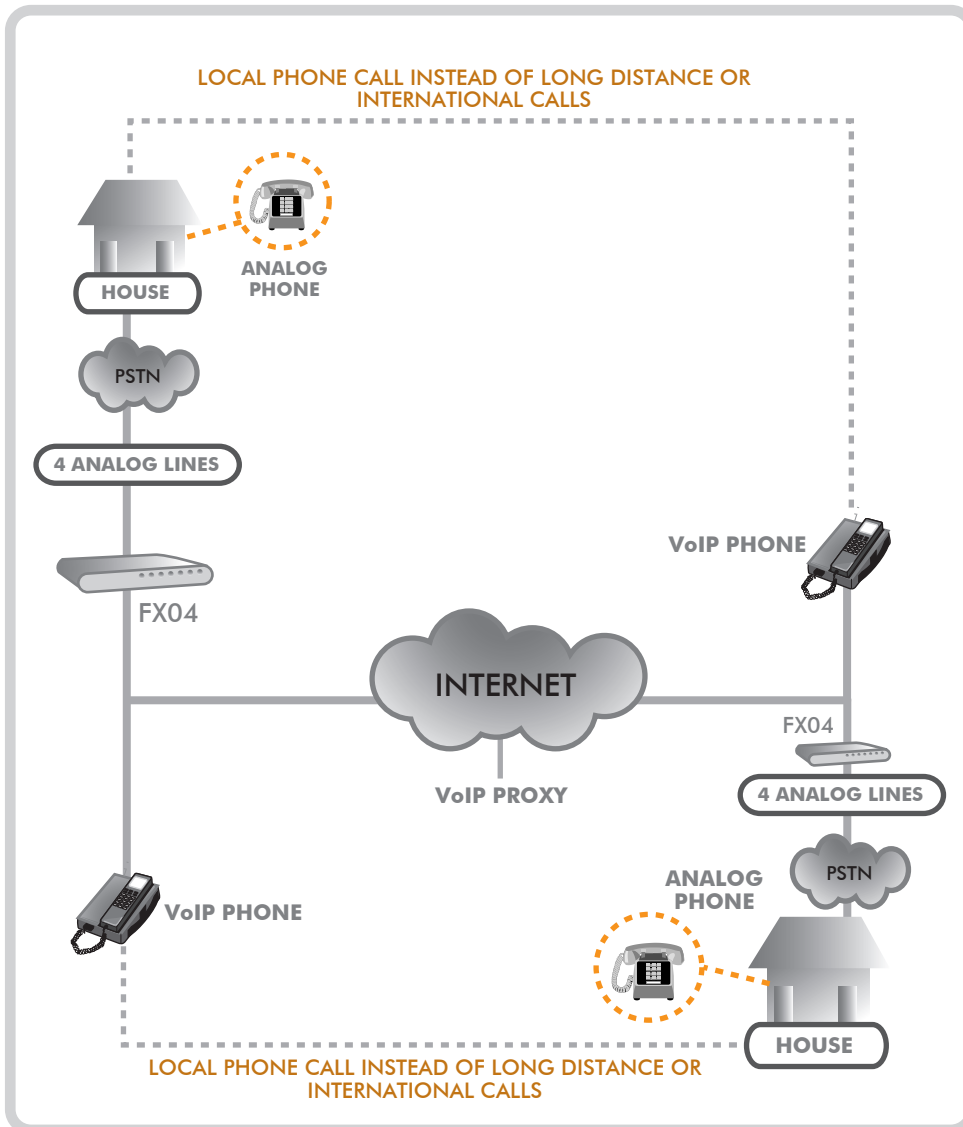 LOCAL PHONE CALL INSTEAD OF LONG DISTANCE OR
INTERNATIONAL CALLS
ANALOG
PHONE
HOUSE
PSTN
4 ANALOG LINES
VoIP PHONE
FX04
INTERNET
FX04
VoIP PROXY
4 ANALOG LINES
PSTN
ANALOG
PHONE
VoIP PHONE
HOUSE
LOCAL PHONE CALL INSTEAD OF LONG DISTANCE OR
INTERNATIONAL CALLS